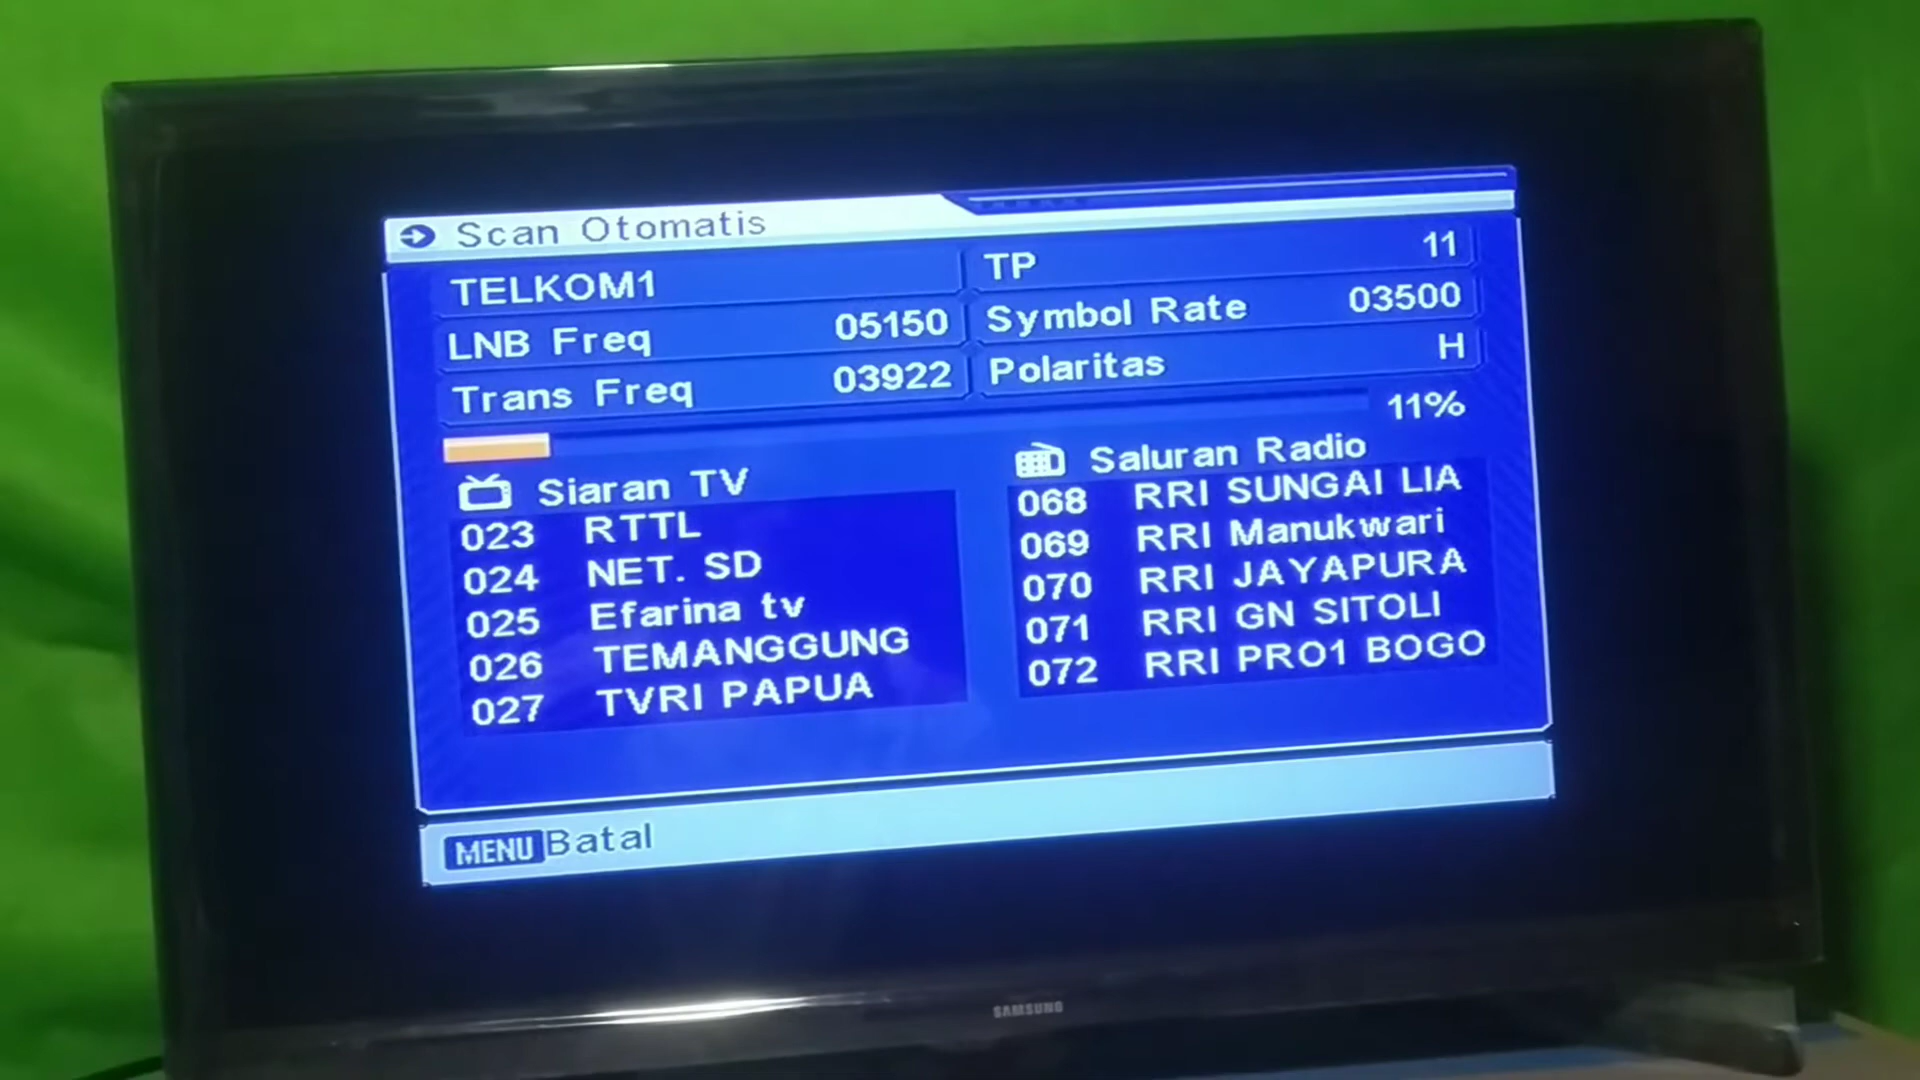 Scan Otomatis
TELKOM1
TP 11
LNB Freq 05150
Symbol Rate 03500
Trans Freq 03922
Polaritas H
11%
Siaran TV
023 RTTL
024 NET. SD
025 Efarina tv
026 TEMANGGUNG
027 TVRI PAPUA
Saluran Radio
068 RRI SUNGAI LIA
069 RRI Manukwari
070 RRI JAYAPURA
071 RRI GN SITOLI
072 RRI PRO1 BOGO
MENU Batal
SAMSUNG